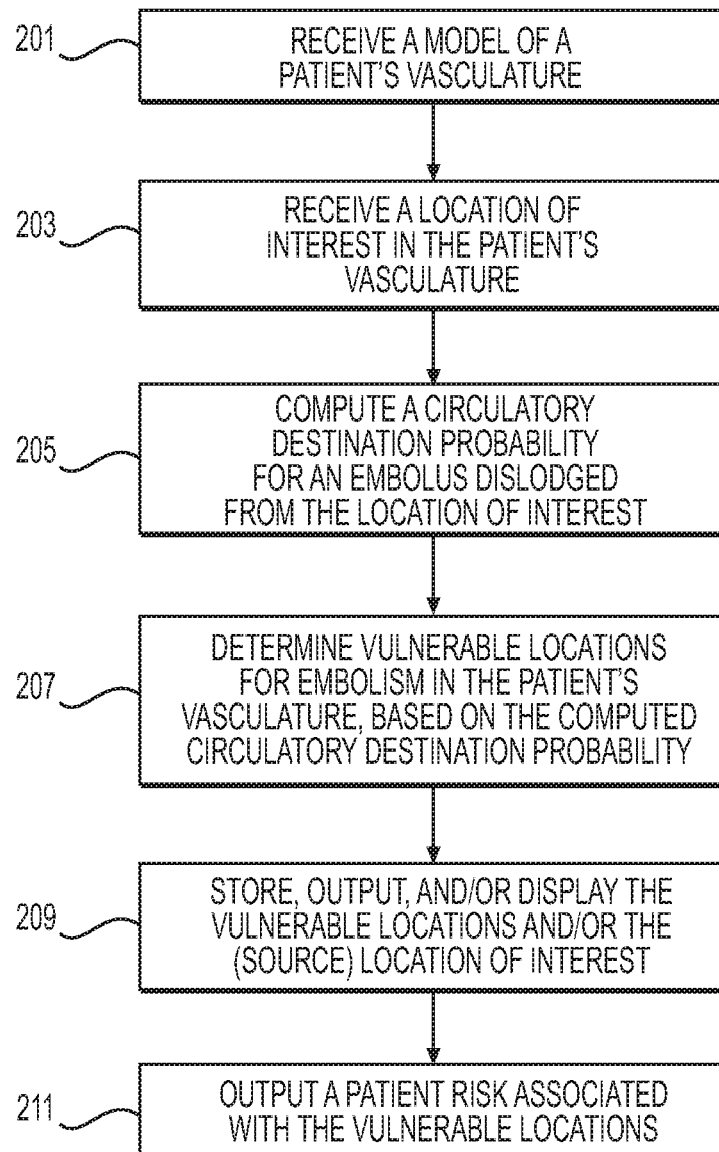 201
RECEIVE A MODEL OF A
PATIENT'S VASCULATURE
203
RECEIVE A LOCATION OF
INTEREST IN THE PATIENT'S
VASCULATURE
205
COMPUTE A CIRCULATORY
DESTINATION PROBABILITY
FOR AN EMBOLUS DISLODGED
FROM THE LOCATION OF INTEREST
207
DETERMINE VULNERABLE LOCATIONS
FOR EMBOLISM IN THE PATIENT'S
VASCULATURE, BASED ON THE COMPUTED
CIRCULATORY DESTINATION PROBABILITY
209
STORE, OUTPUT, AND/OR DISPLAY THE
VULNERABLE LOCATIONS AND/OR THE
(SOURCE) LOCATION OF INTEREST
211
OUTPUT A PATIENT RISK ASSOCIATED
WITH THE VULNERABLE LOCATIONS